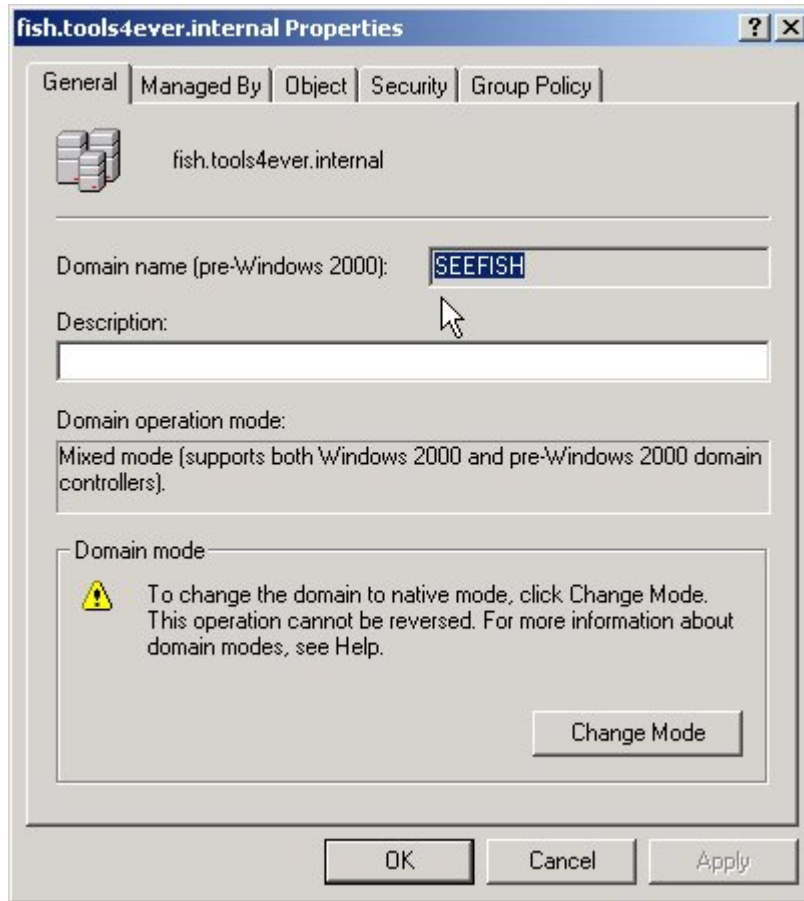 fish.tools4ever.internal Properties
General Managed By Object Security Group Policy
fish.tools4ever.internal
Domain name (pre-Windows 2000): SEEFISH
Description:
Domain operation mode:
Mixed mode (supports both Windows 2000 and pre-Windows 2000 domain
controllers).
Domain mode
To change the domain to native mode, click Change Mode.
This operation cannot be reversed. For more information about
domain modes, see Help.
Change Mode
OK Cancel Apply